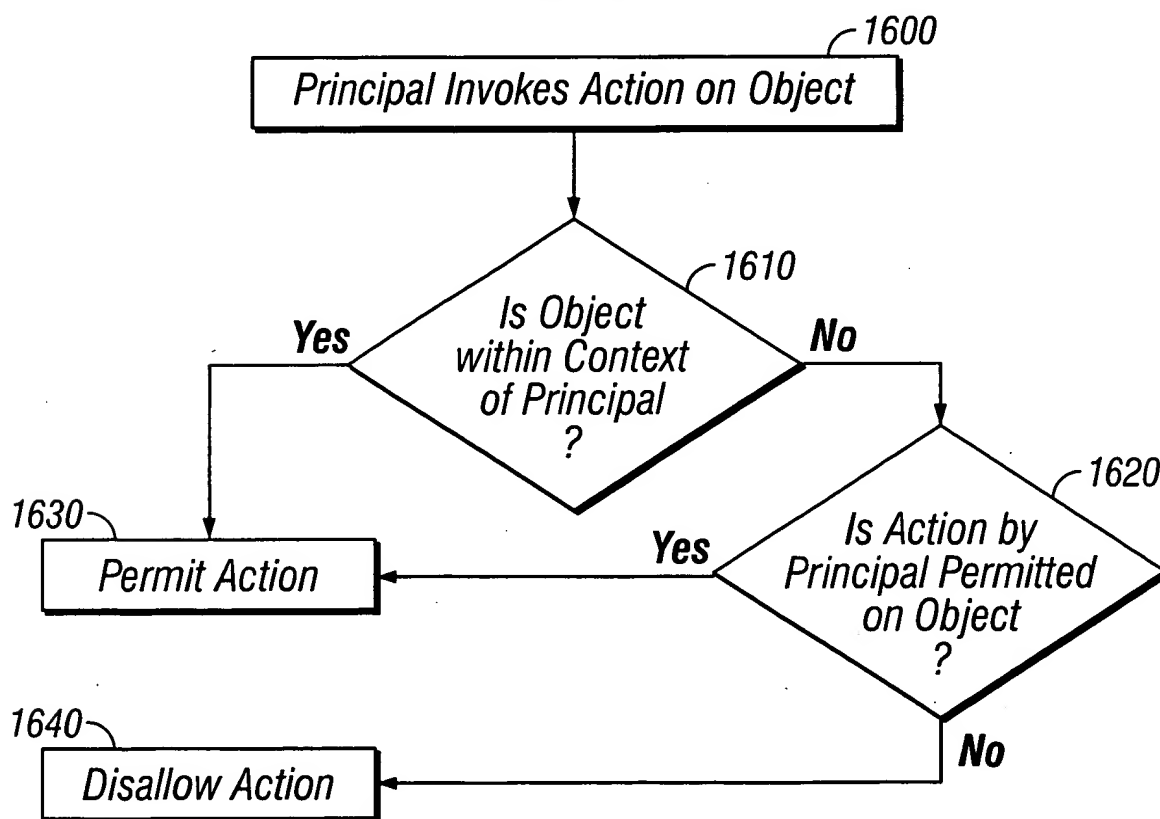 1600
Principal Invokes Action on Object
1610
Is Object
within Context
of Principal
?
Yes
No
1620
Is Action by
Principal Permitted
on Object
?
Yes
1630
Permit Action
No
1640
Disallow Action